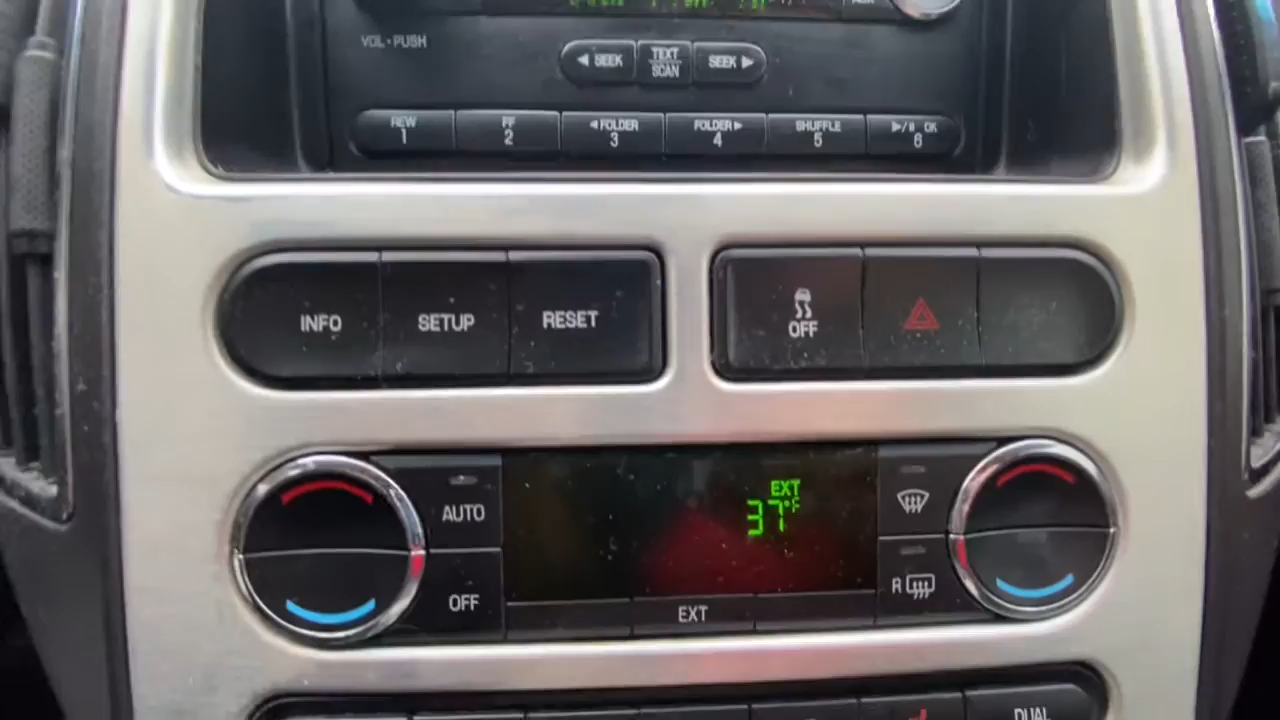 VOL • PUSH
◄ SEEK TEXT SCAN SEEK ►
REW 1 FF 2 ◄FOLDER 3 FOLDER► 4 SHUFFLE 5 ►/II OK 6
INFO SETUP RESET OFF
EXT
37°F
AUTO
OFF R
EXT
DUAL